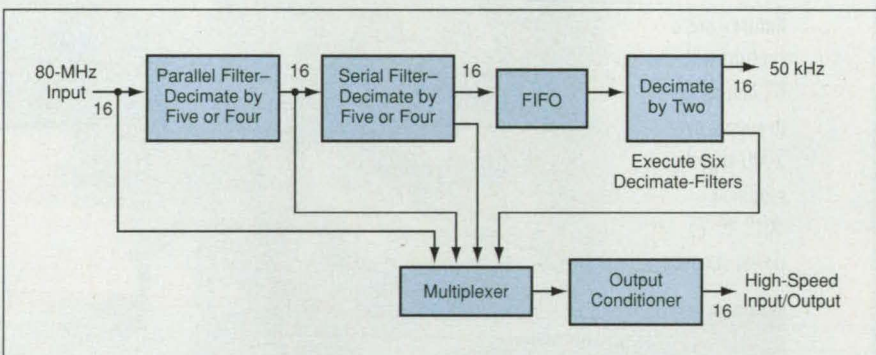 80-MHz
Input
16
Parallel Filter–
Decimate by
Five or Four
16
Serial Filter–
Decimate by
Five or Four
16
FIFO
Decimate
by Two
16
50 kHz
Execute Six
Decimate-Filters
Multiplexer
Output
Conditioner
16
High-Speed
Input/Output